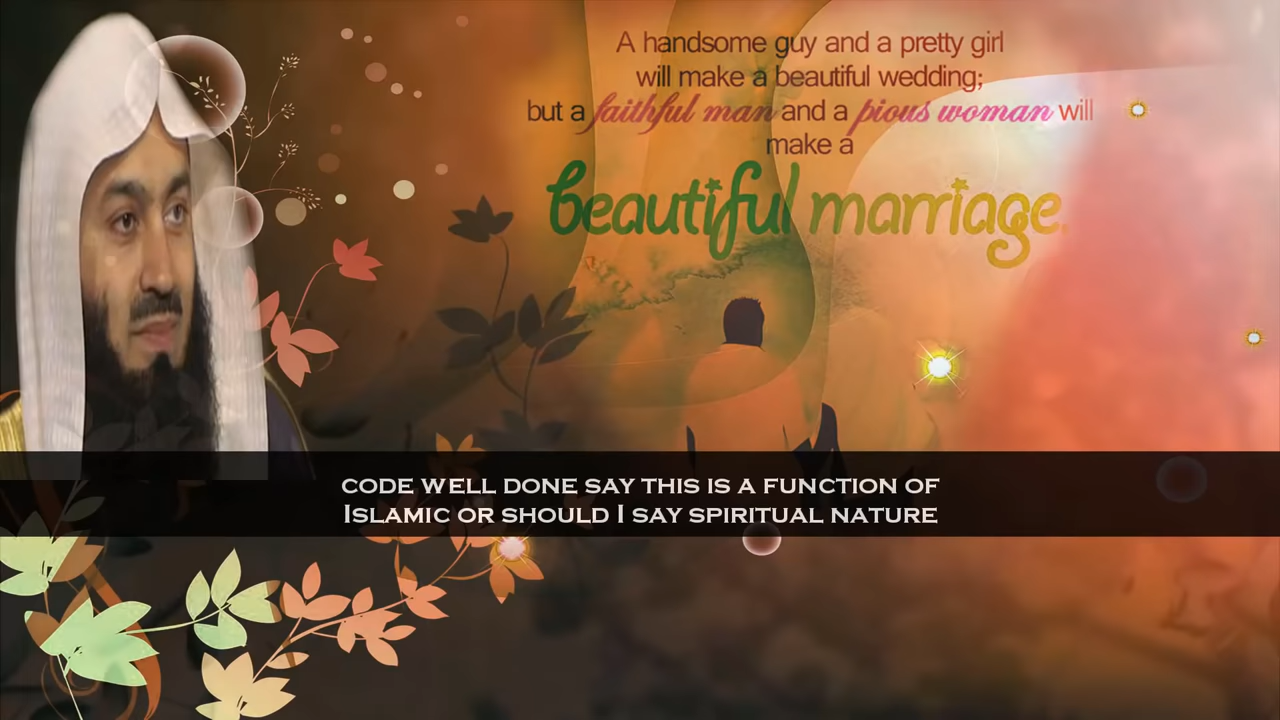 A handsome guy and a pretty girl
will make a beautiful wedding;
but a faithful man and a pious woman will
make a
beautiful marriage.
CODE WELL DONE SAY THIS IS A FUNCTION OF
ISLAMIC OR SHOULD I SAY SPIRITUAL NATURE